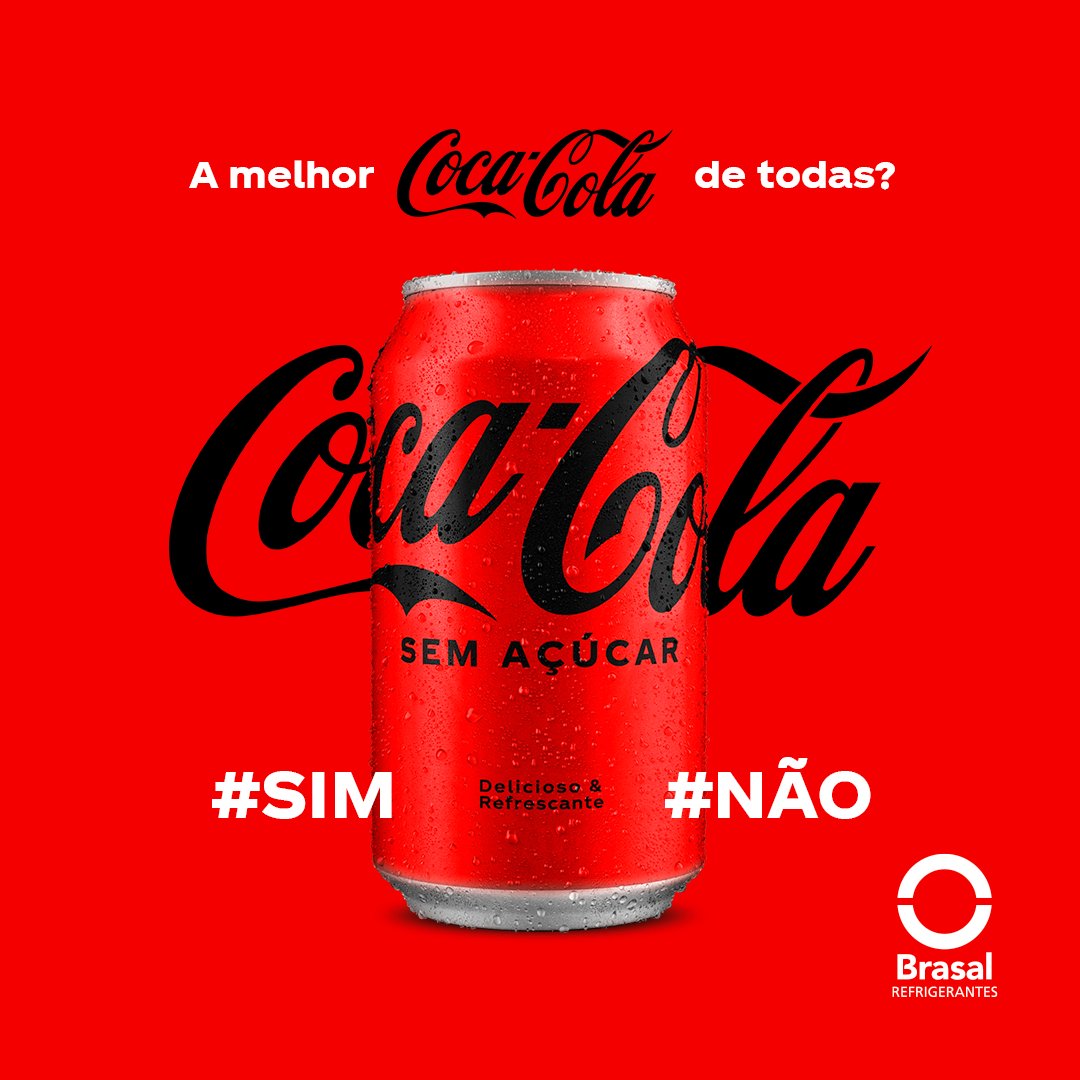 A melhor Coca-Cola de todas?
Coca-Cola
SEM AÇÚCAR
#SIM
Delicioso &
Refrescante
#NÃO
Brasal
REFRIGERANTES